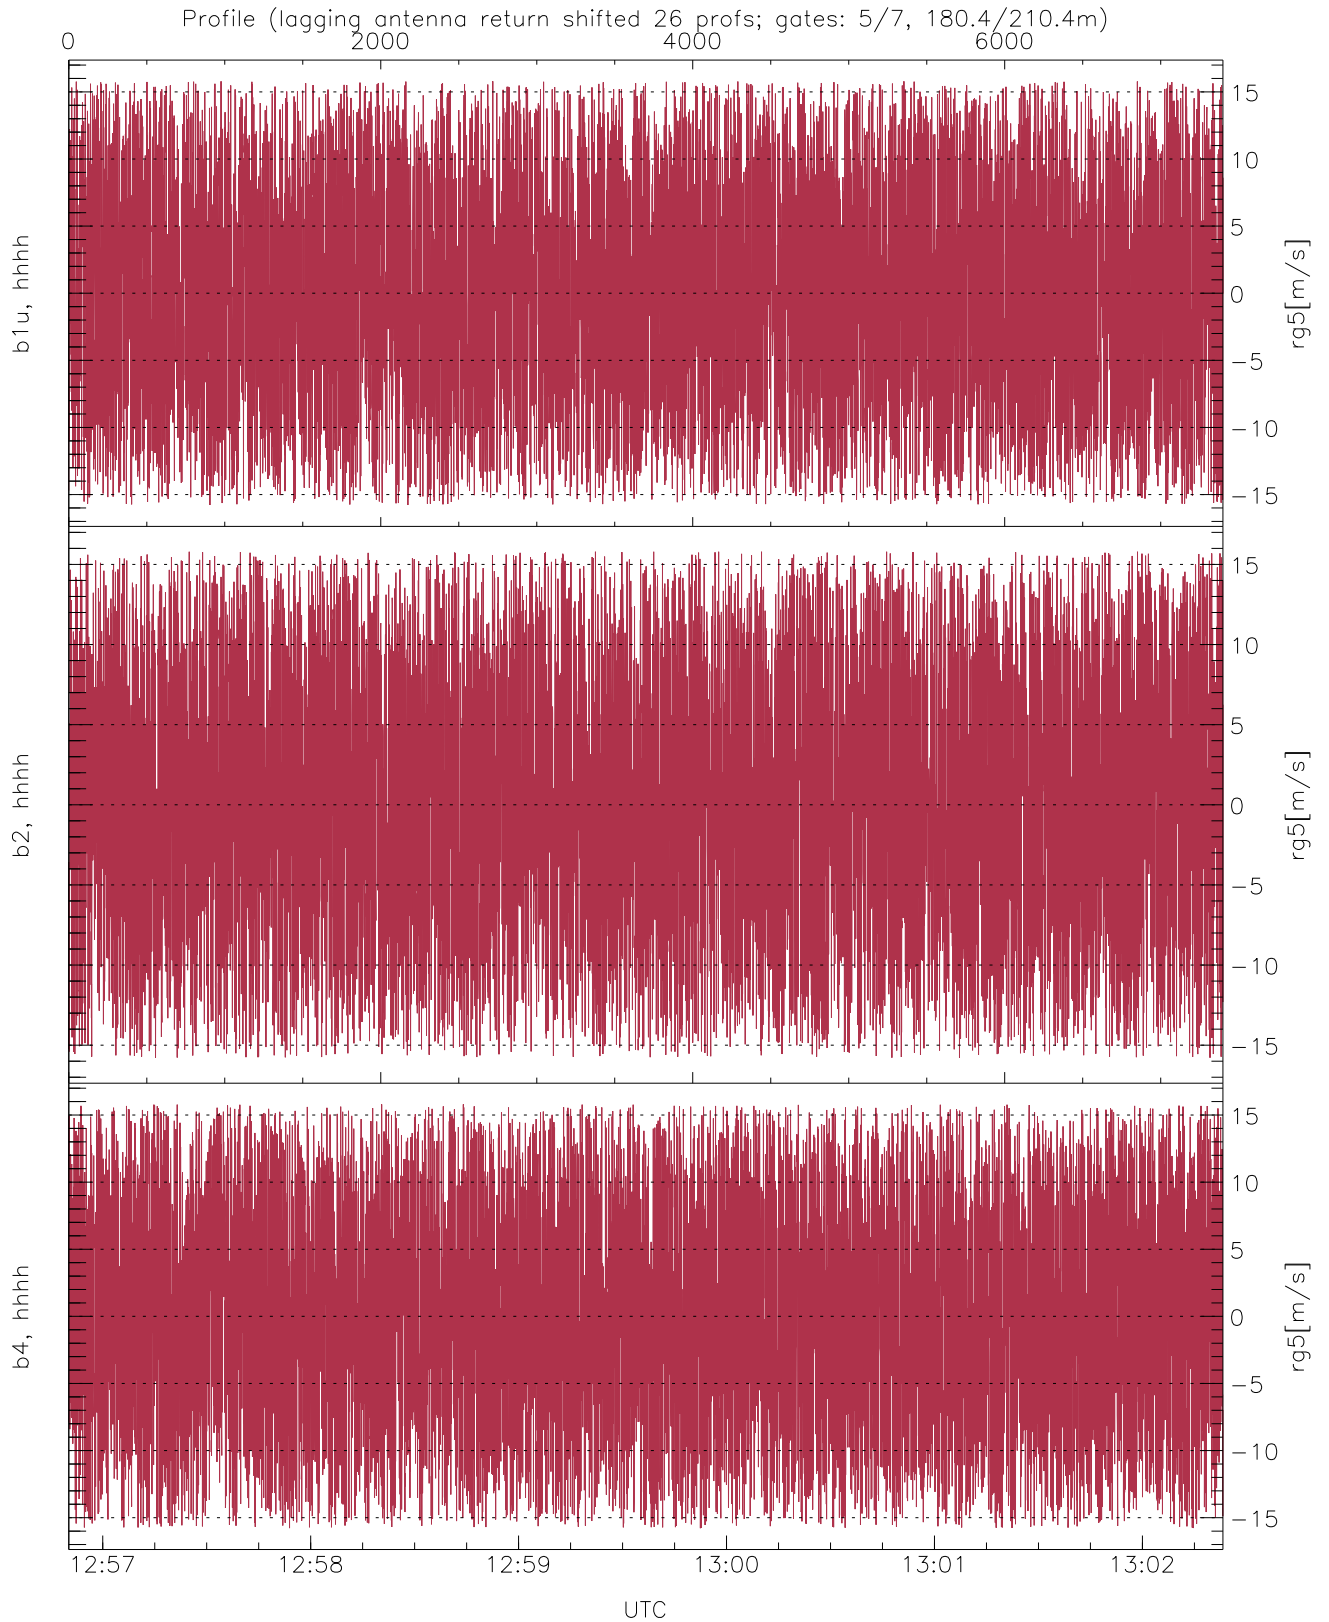 Profile (lagging antenna return shifted 26 profs; gates: 5/7, 180.4/210.4m)
0 2000 4000 6000
15
10
5
0
-5
-10
-15
b1u, hhhh
rg5[m/s]
15
10
5
0
-5
-10
-15
b2, hhhh
rg5[m/s]
15
10
5
0
-5
-10
-15
b4, hhhh
rg5[m/s]
12:57 12:58 12:59 13:00 13:01 13:02
UTC